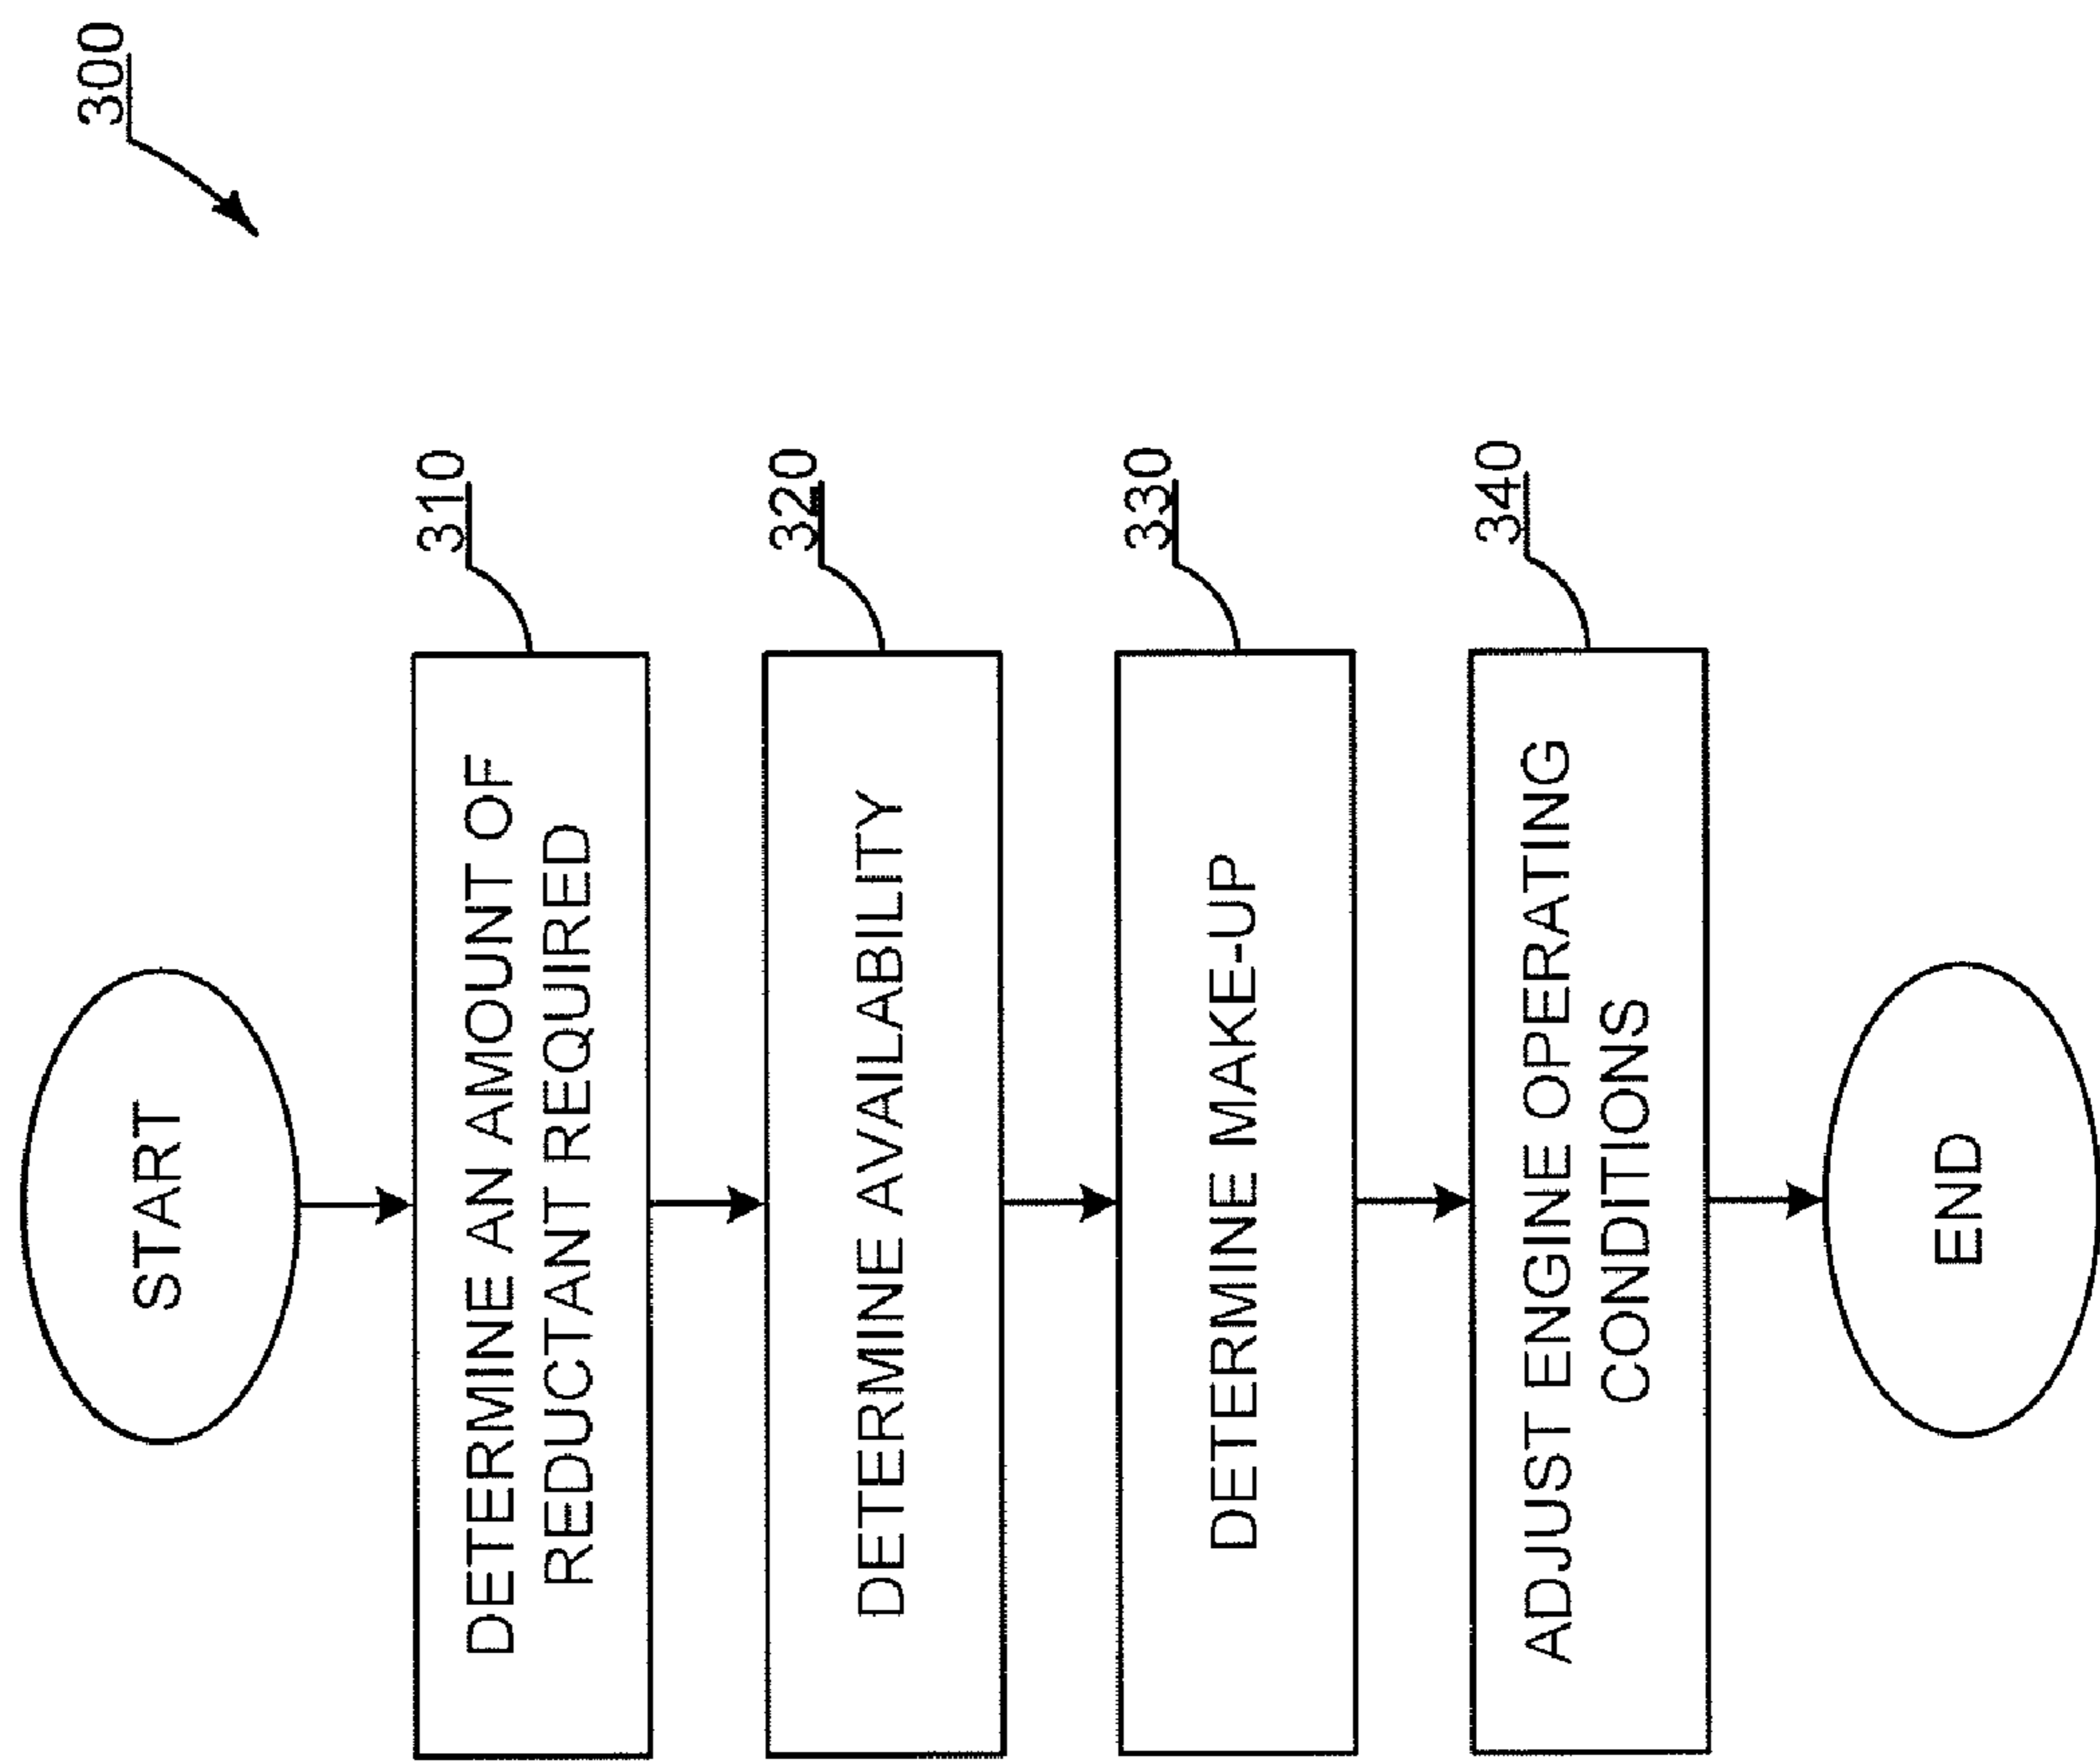 300
START
310
DETERMINE AN AMOUNT OF
REDUCTANT REQUIRED
320
DETERMINE AVAILABILITY
330
DETERMINE MAKE-UP
340
ADJUST ENGINE OPERATING
CONDITIONS
END